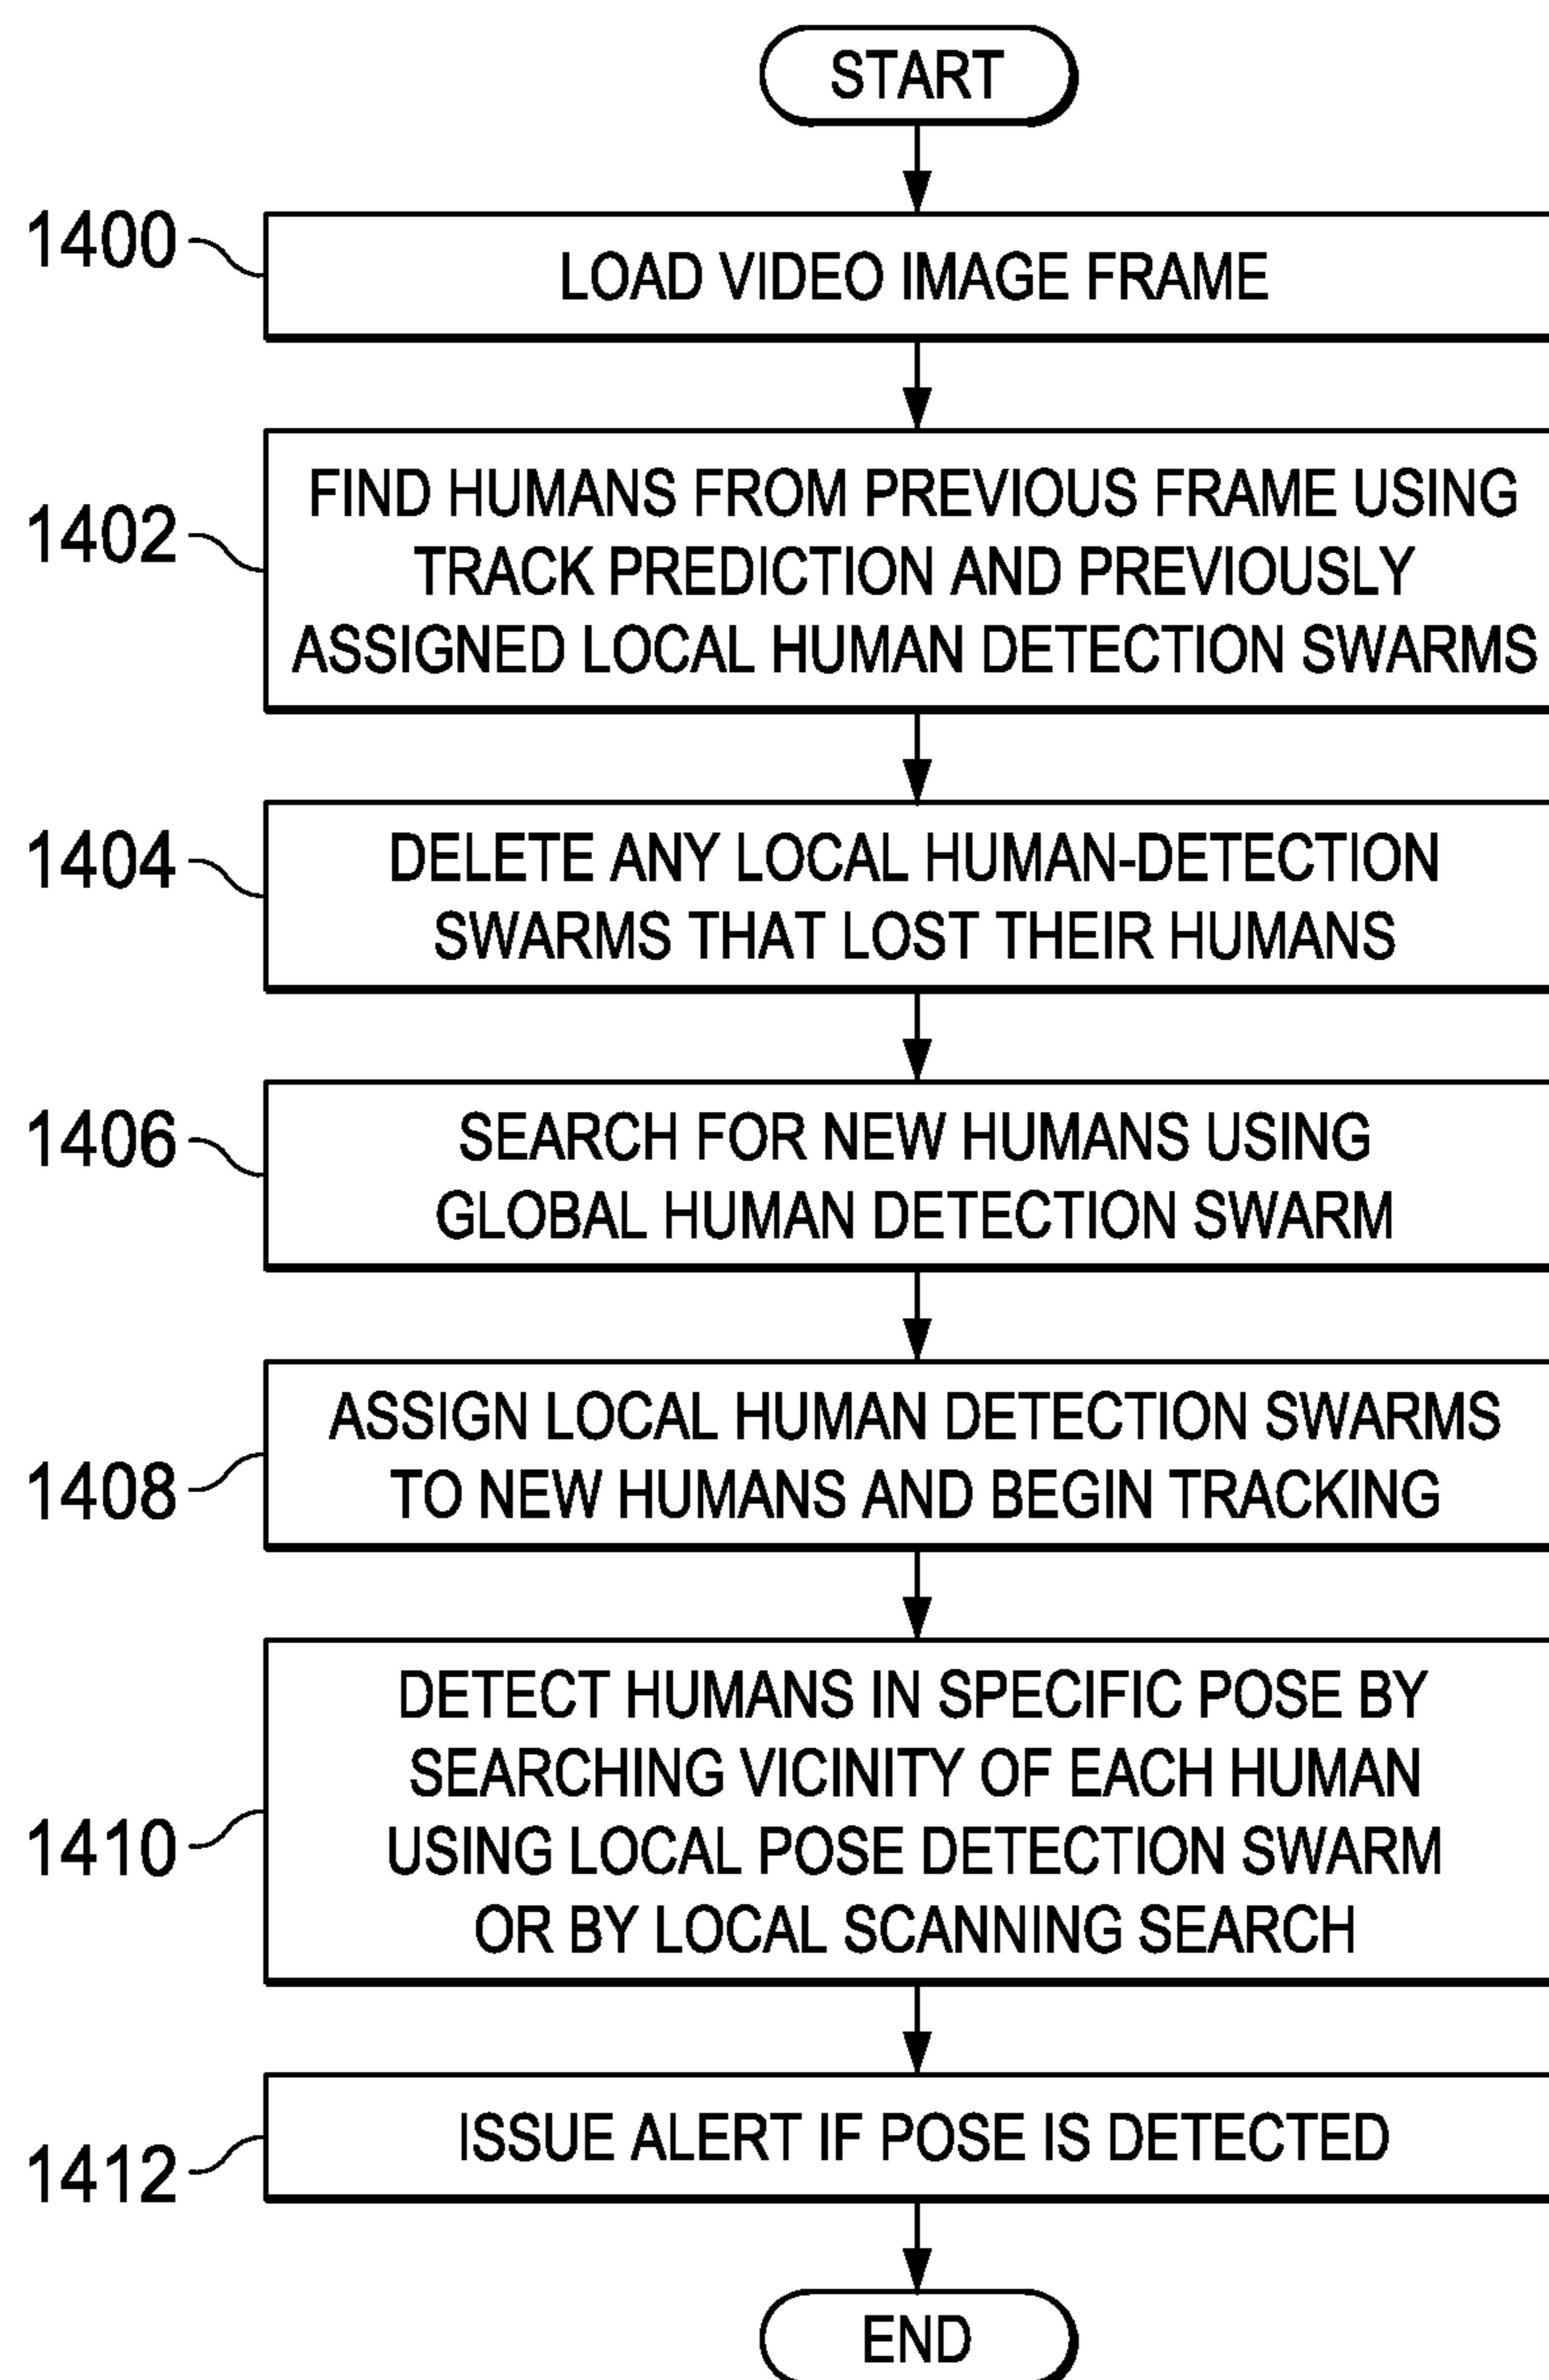 START
1400
LOAD VIDEO IMAGE FRAME
1402
FIND HUMANS FROM PREVIOUS FRAME USING
TRACK PREDICTION AND PREVIOUSLY
ASSIGNED LOCAL HUMAN DETECTION SWARMS
1404
DELETE ANY LOCAL HUMAN-DETECTION
SWARMS THAT LOST THEIR HUMANS
1406
SEARCH FOR NEW HUMANS USING
GLOBAL HUMAN DETECTION SWARM
1408
ASSIGN LOCAL HUMAN DETECTION SWARMS
TO NEW HUMANS AND BEGIN TRACKING
1410
DETECT HUMANS IN SPECIFIC POSE BY
SEARCHING VICINITY OF EACH HUMAN
USING LOCAL POSE DETECTION SWARM
OR BY LOCAL SCANNING SEARCH
1412
ISSUE ALERT IF POSE IS DETECTED
END